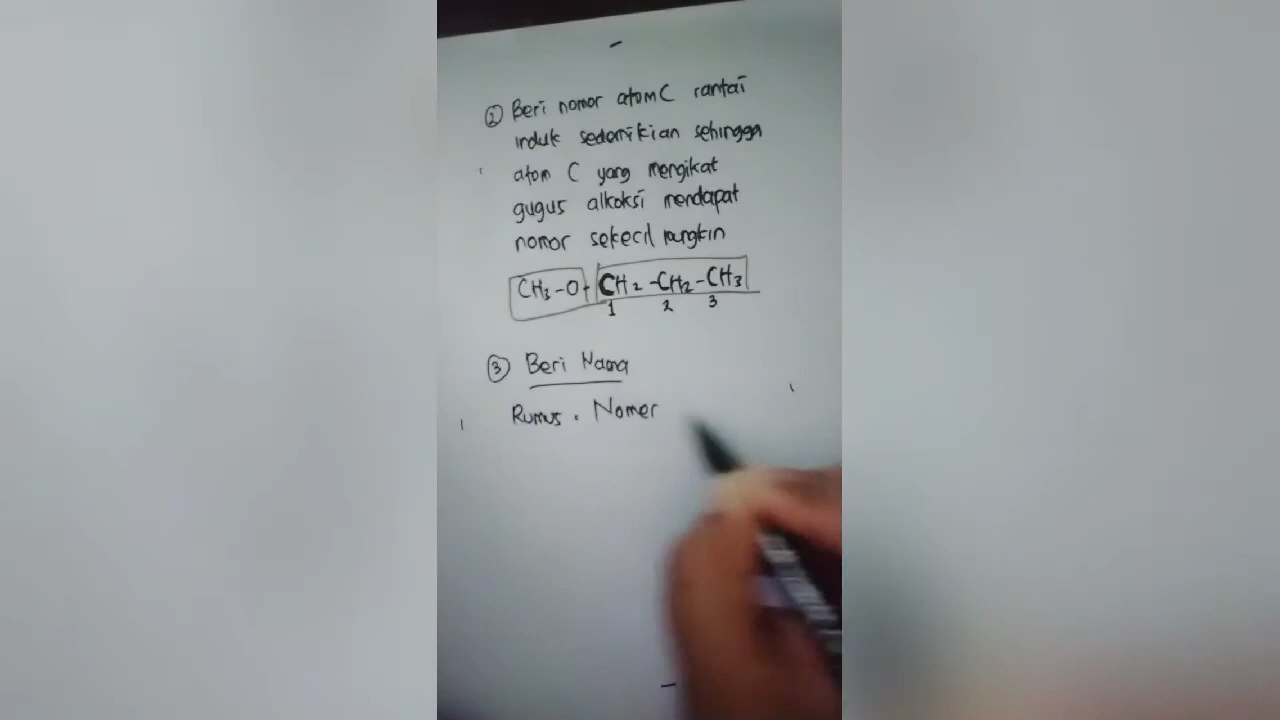 ② Beri nomor atom C rantai
induk sedemikian sehingga
atom C yang mengikat
gugus alkoksi mendapat
nomor sekecil mungkin
CH₃-O-CH₂-CH₂-CH₃
1 2 3
③ Beri Nama
Rumus : Nomer